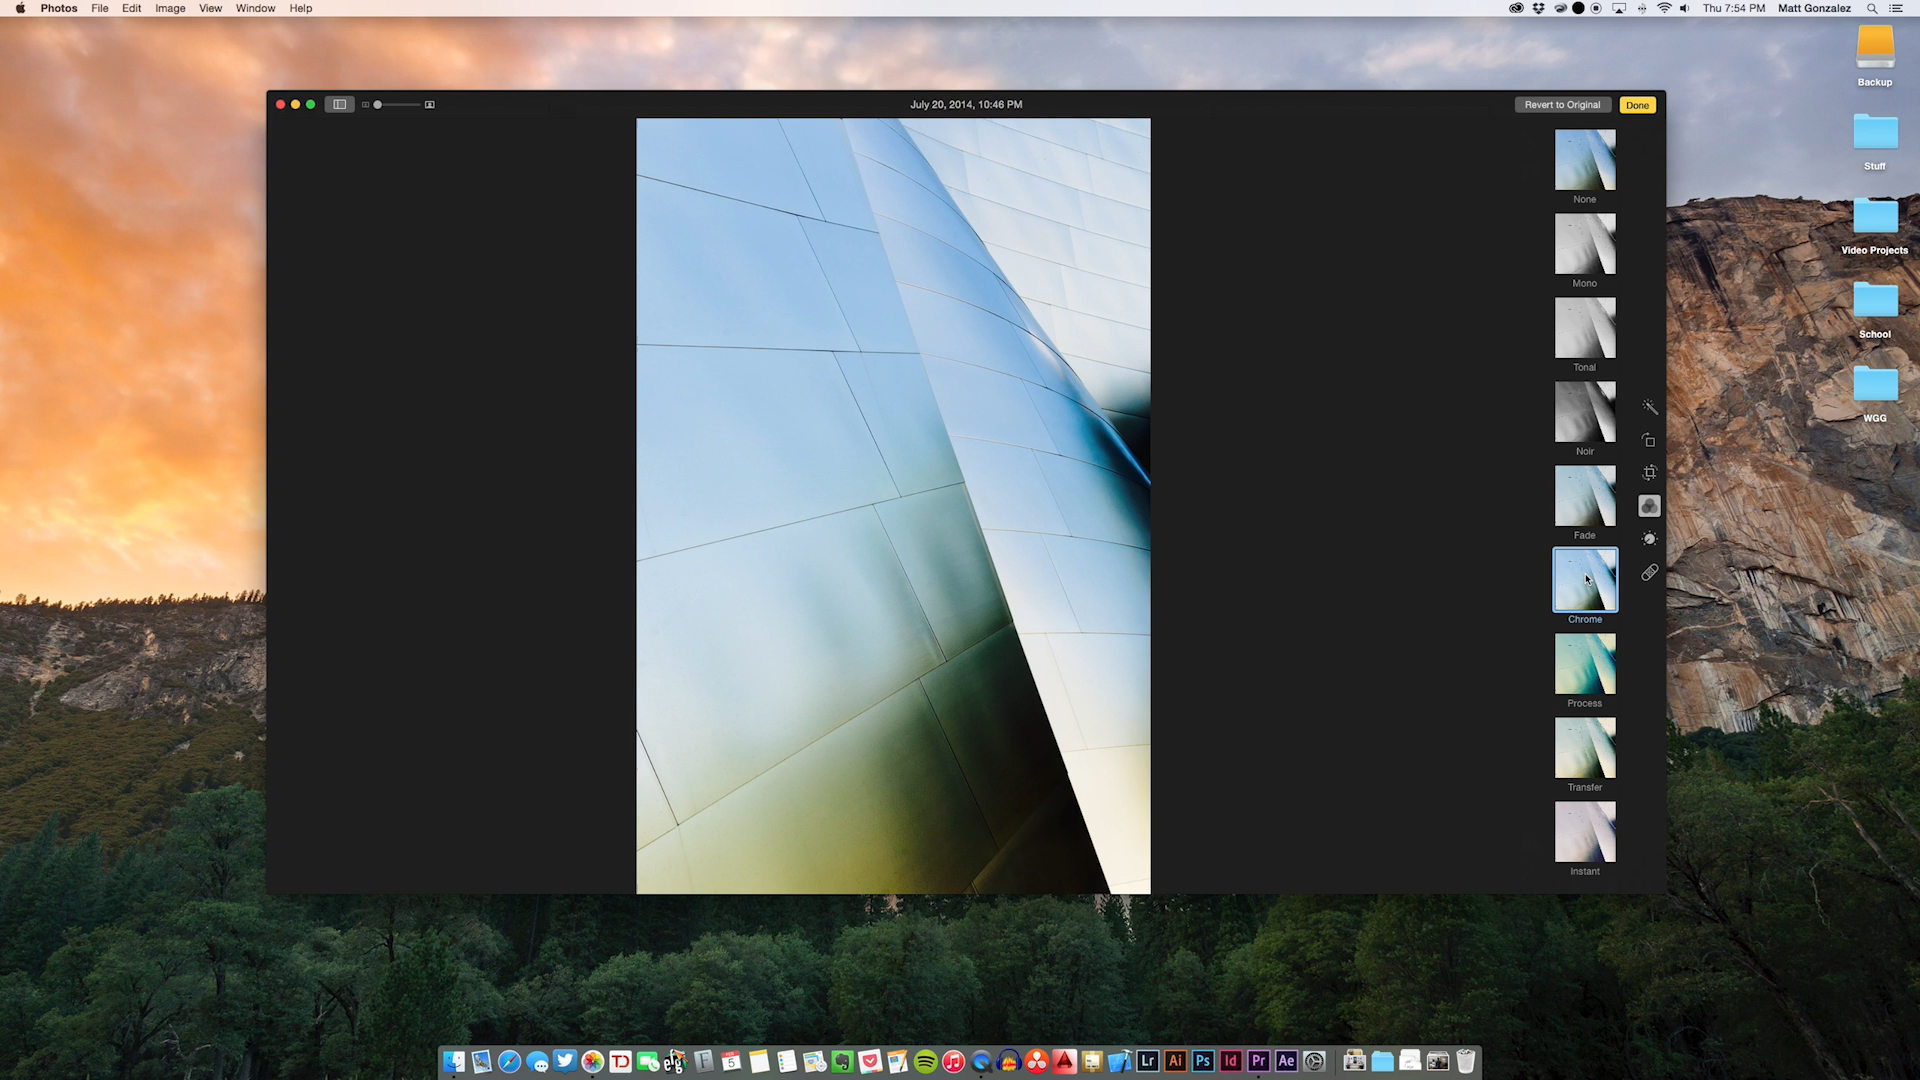 Photos File Edit Image View Window Help
Thu 7:54 PM Matt Gonzalez
Backup
Stuff
Video Projects
School
WGG
July 20, 2014, 10:46 PM
Revert to Original
Done
None
Mono
Tonal
Noir
Fade
Chrome
Process
Transfer
Instant
5
Lr
Ai
Ps
Id
Pr
Ae